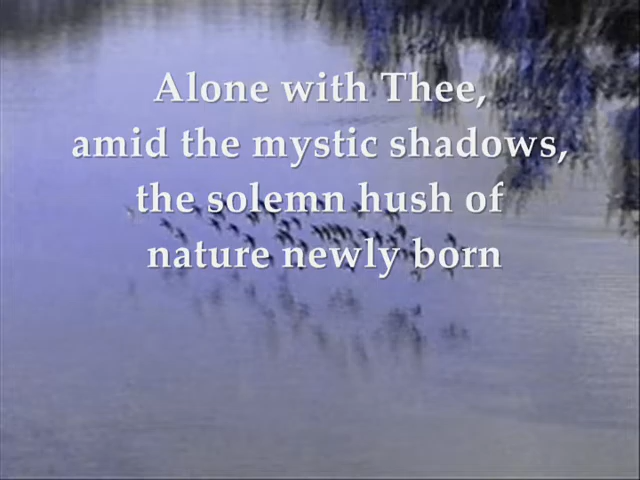 Alone with Thee,
amid the mystic shadows,
the solemn hush of
nature newly born